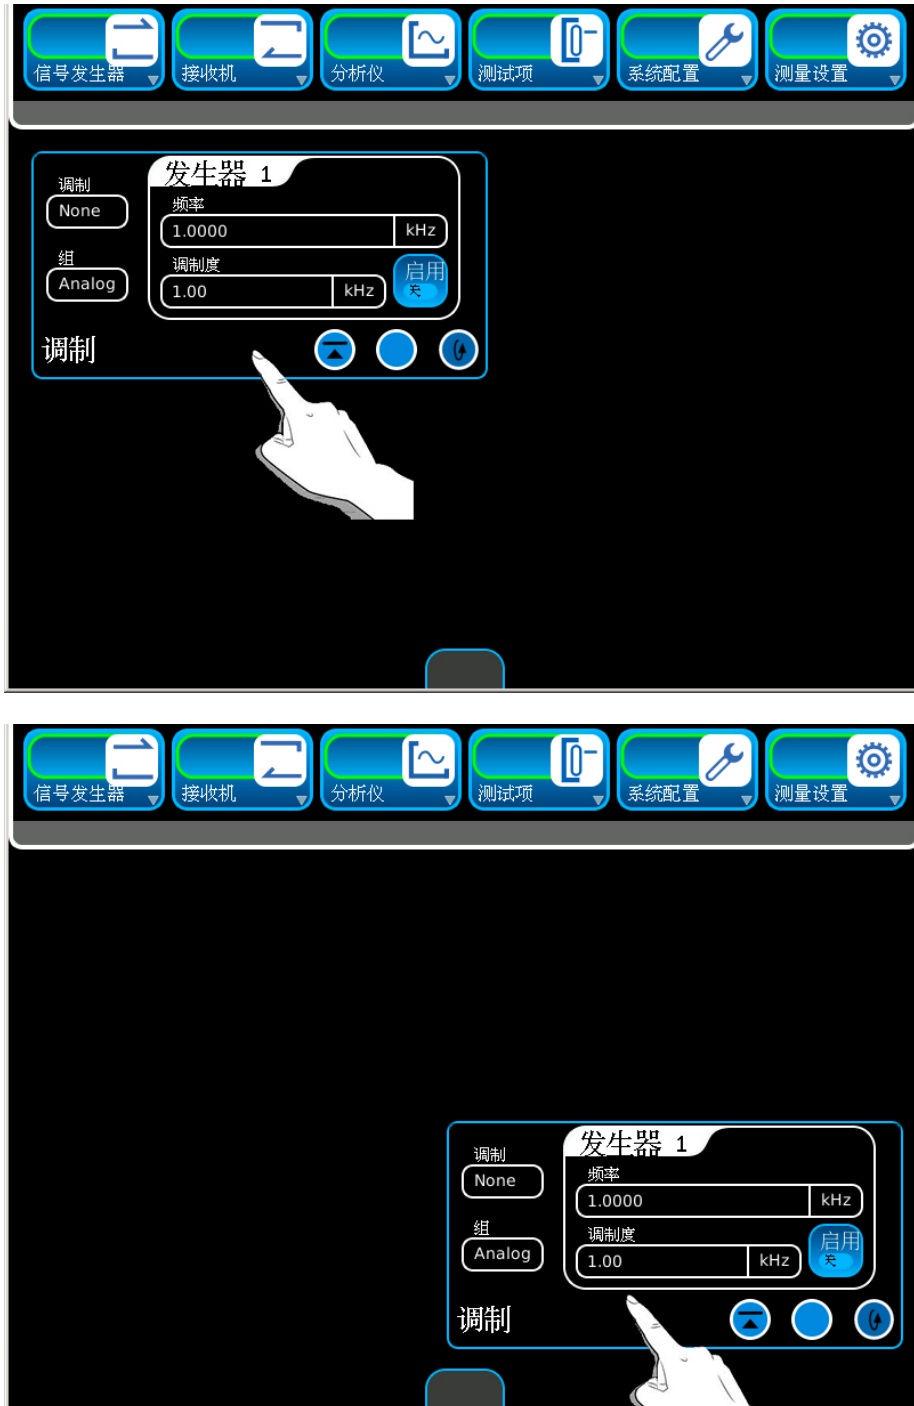 信号发生器 接收机 分析仪 测试项 系统配置 测量设置
发生器 1
调制
None
频率
1.0000 kHz
组
Analog
调制度
1.00 kHz
启用
关
调制
信号发生器 接收机 分析仪 测试项 系统配置 测量设置
发生器 1
调制
None
频率
1.0000 kHz
组
Analog
调制度
1.00 kHz
启用
关
调制